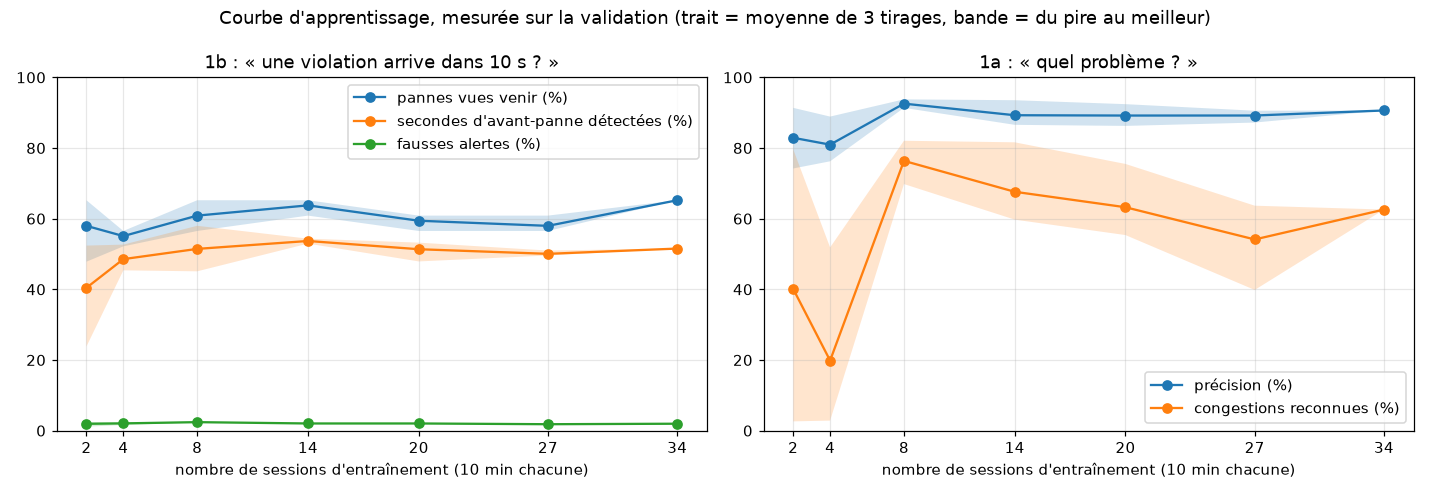 Courbe d'apprentissage, mesurée sur la validation (trait = moyenne de 3 tirages, bande = du pire au meilleur)
1b : « une violation arrive dans 10 s ? »
100
80
60
40
20
0
pannes vues venir (%)
secondes d'avant-panne détectées (%)
fausses alertes (%)
2 4 8 14 20 27 34
nombre de sessions d'entraînement (10 min chacune)
1a : « quel problème ? »
100
80
60
40
20
0
précision (%)
congestions reconnues (%)
2 4 8 14 20 27 34
nombre de sessions d'entraînement (10 min chacune)